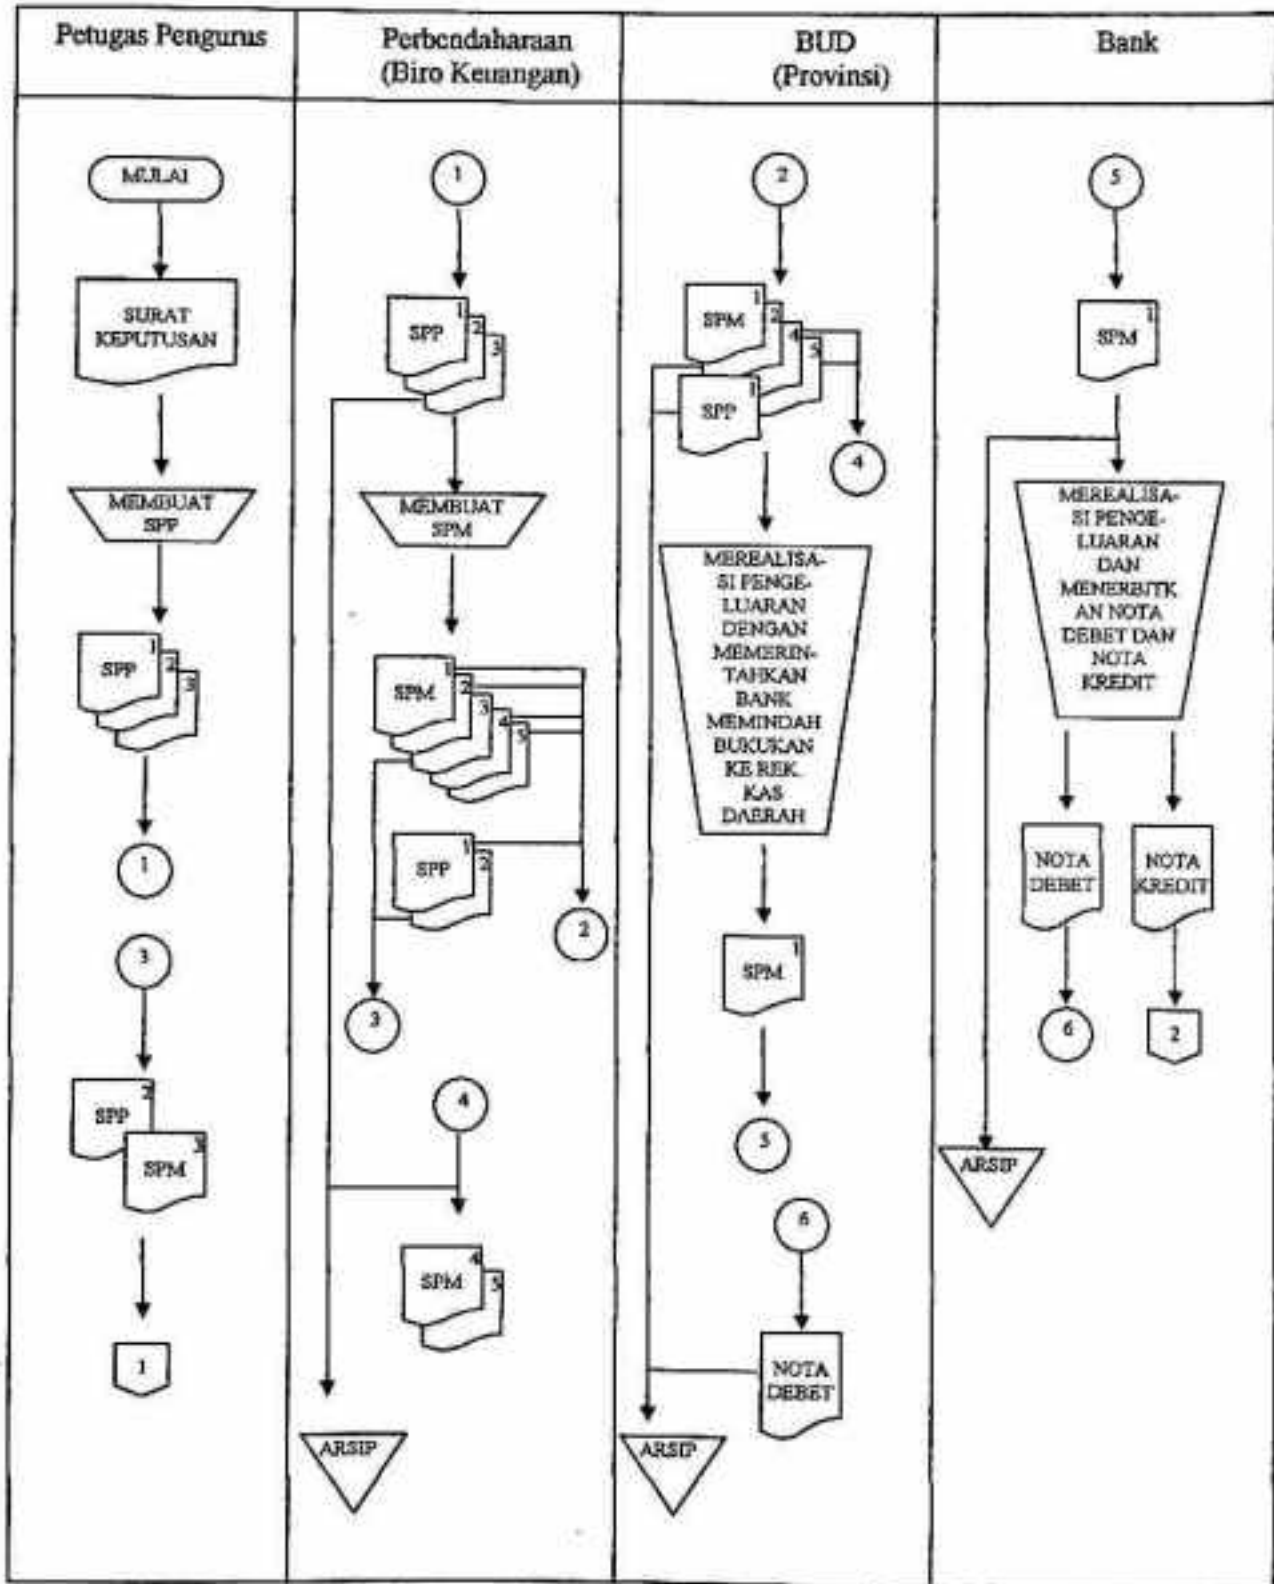 Petugas Pengurus
Perbendaharaan
(Biro Keuangan)
BUD
(Provinsi)
Bank
MULAI
SURAT
KEPUTUSAN
MEMBUAT
SPP
SPP
1
2
3
1
3
SPP
2
SPM
3
1
1
SPP
1
2
3
MEMBUAT
SPM
SPM
1
2
3
4
5
SPP
1
2
2
3
4
SPM
4
5
ARSIP
2
SPM
1
2
4
5
SPP
1
4
MEREALISA-
SI PENGE-
LUARAN
DENGAN
MEMERIN-
TAHKAN
BANK
MEMINDAH
BUKUKAN
KE REK.
KAS
DAERAH
SPM
1
5
6
NOTA
DEBET
ARSIP
5
SPM
1
MEREALISA-
SI PENGE-
LUARAN
DAN
MENERBITK
AN NOTA
DEBET DAN
NOTA
KREDIT
NOTA
DEBET
NOTA
KREDIT
6
2
ARSIP